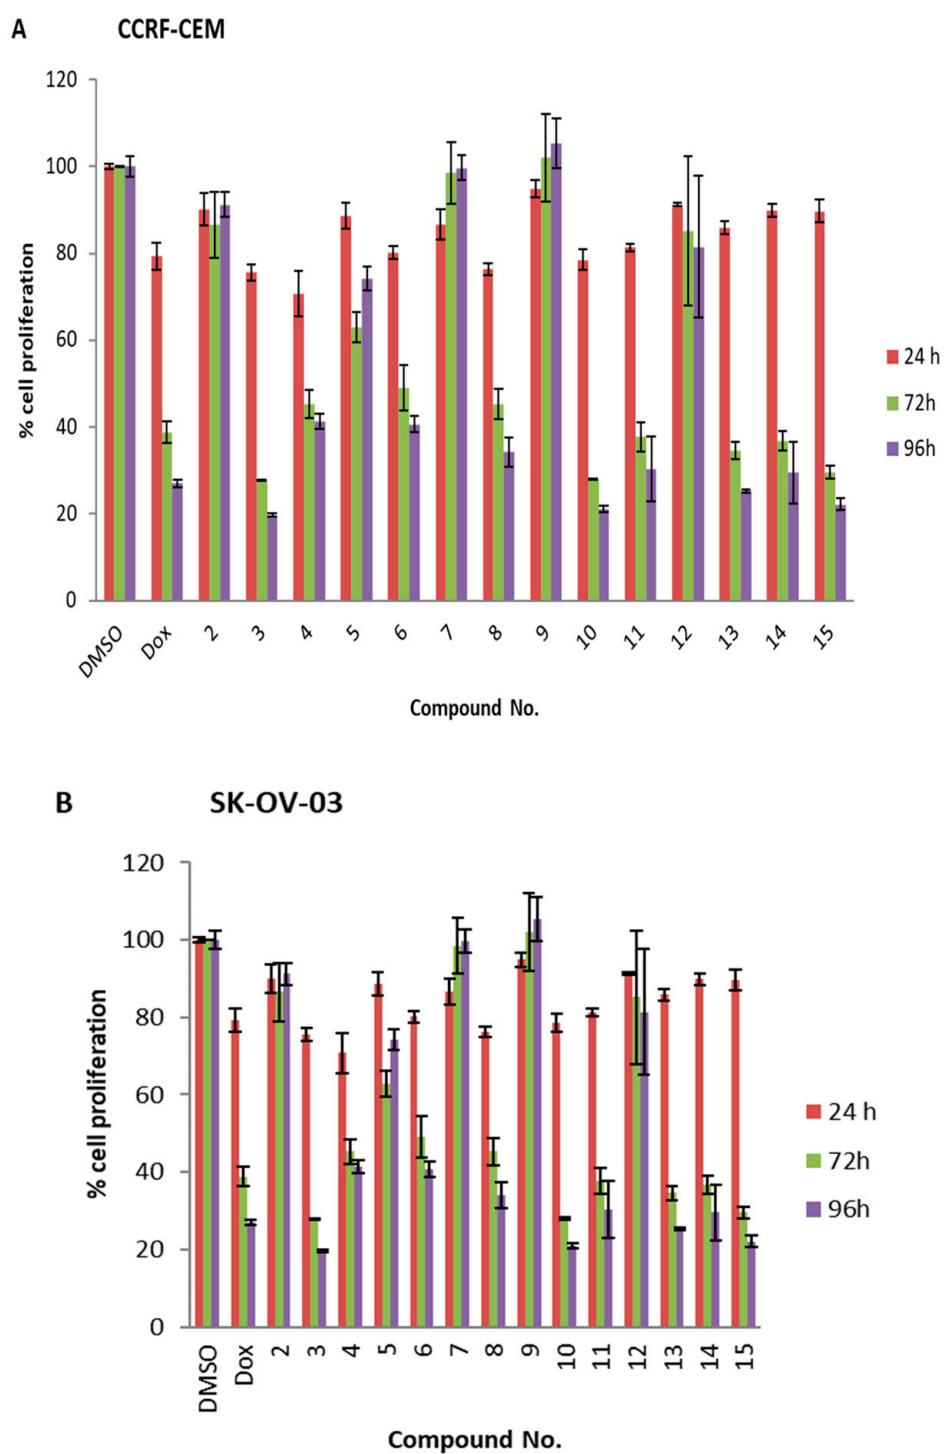 A CCRF-CEM
120
100
80
60
40
20
0
% cell proliferation
DMSO Dox 2 3 4 5 6 7 8 9 10 11 12 13 14 15
Compound No.
24 h
72h
96h
B SK-OV-03
120
100
80
60
40
20
0
% cell proliferation
DMSO Dox 2 3 4 5 6 7 8 9 10 11 12 13 14 15
Compound No.
24 h
72h
96h